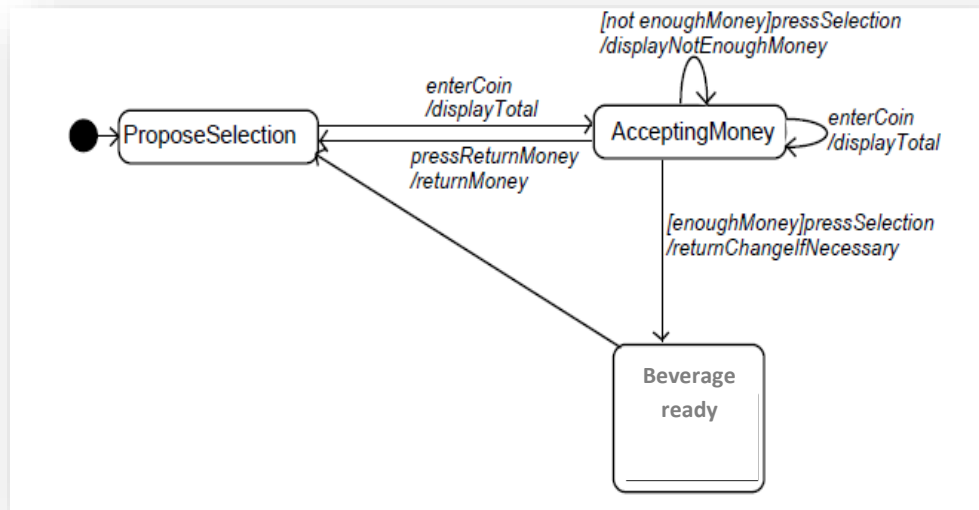 [not enoughMoney]pressSelection
/displayNotEnoughMoney
enterCoin
/displayTotal
ProposeSelection
AcceptingMoney
enterCoin
/displayTotal
pressReturnMoney
/returnMoney
[enoughMoney]pressSelection
/returnChangeIfNecessary
Beverage
ready